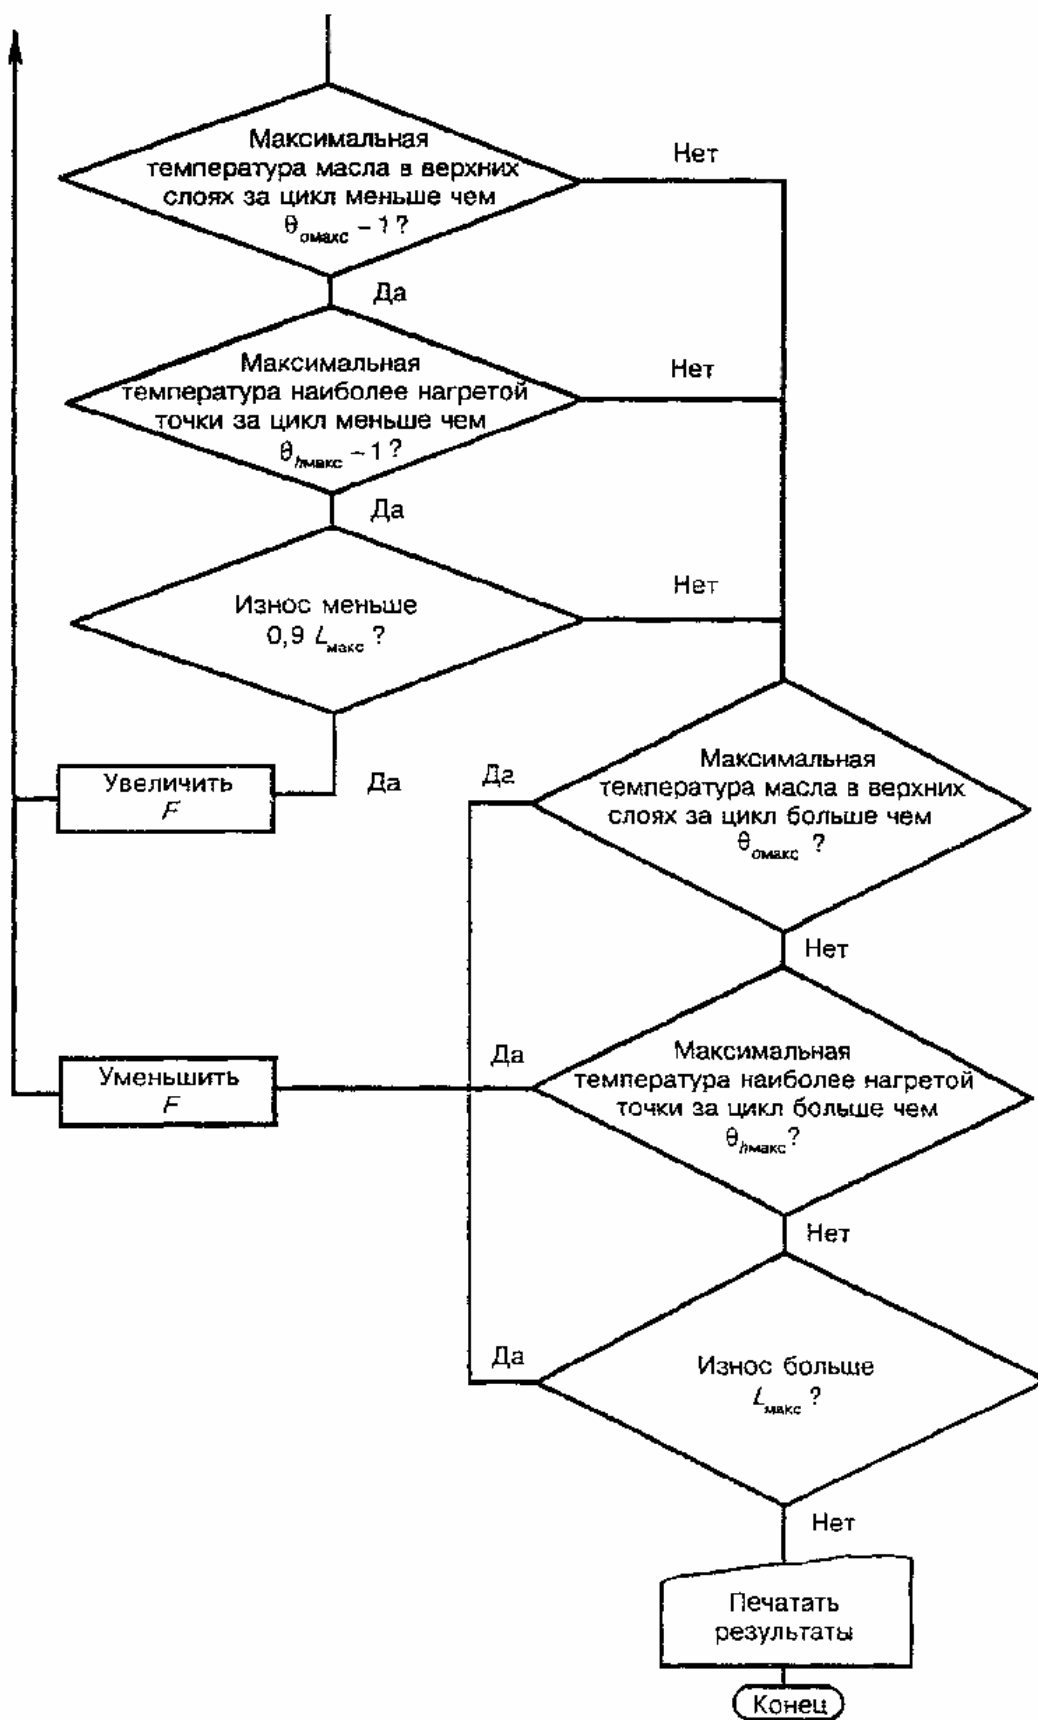 Максимальная
температура масла в верхних
слоях за цикл меньше чем
θомакс – 1 ?
Нет
Да
Максимальная
температура наиболее нагретой
точки за цикл меньше чем
θhмакс – 1 ?
Нет
Да
Износ меньше
0,9 Lмакс ?
Нет
Да
Увеличить
F
Максимальная
температура масла в верхних
слоях за цикл больше чем
θомакс ?
Да
Нет
Максимальная
температура наиболее нагретой
точки за цикл больше чем
θhмакс ?
Да
Уменьшить
F
Нет
Износ больше
Lмакс ?
Да
Нет
Печатать
результаты
Конец